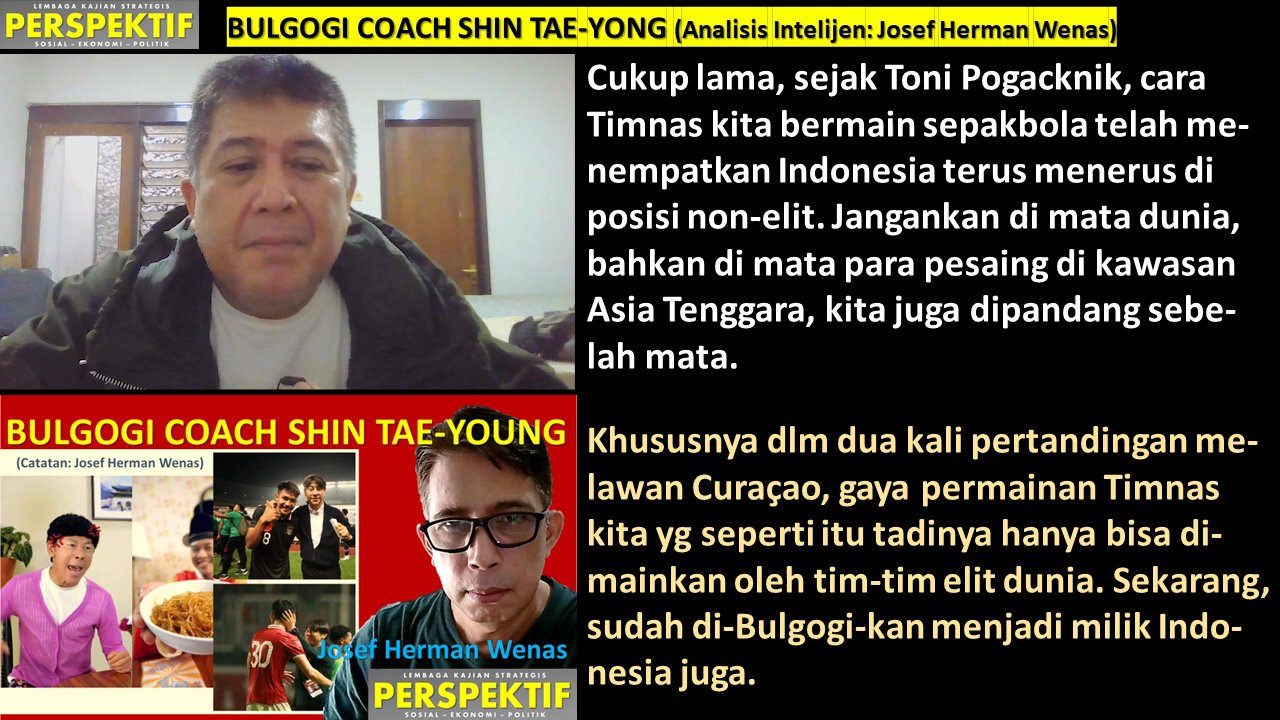 LEMBAGA KAJIAN STRATEGIS
PERSPEKTIF
SOSIAL – EKONOMI – POLITIK
BULGOGI COACH SHIN TAE-YONG (Analisis Intelijen: Josef Herman Wenas)
Cukup lama, sejak Toni Pogacknik, cara
Timnas kita bermain sepakbola telah me-
nempatkan Indonesia terus menerus di
posisi non-elit. Jangankan di mata dunia,
bahkan di mata para pesaing di kawasan
Asia Tenggara, kita juga dipandang sebe-
lah mata.
Khususnya dlm dua kali pertandingan me-
lawan Curaçao, gaya permainan Timnas
kita yg seperti itu tadinya hanya bisa di-
mainkan oleh tim-tim elit dunia. Sekarang,
sudah di-Bulgogi-kan menjadi milik Indo-
nesia juga.
BULGOGI COACH SHIN TAE-YOUNG
(Catatan: Josef Herman Wenas)
8
30
Josef Herman Wenas
LEMBAGA KAJIAN STRATEGIS
PERSPEKTIF
SOSIAL – EKONOMI – POLITIK